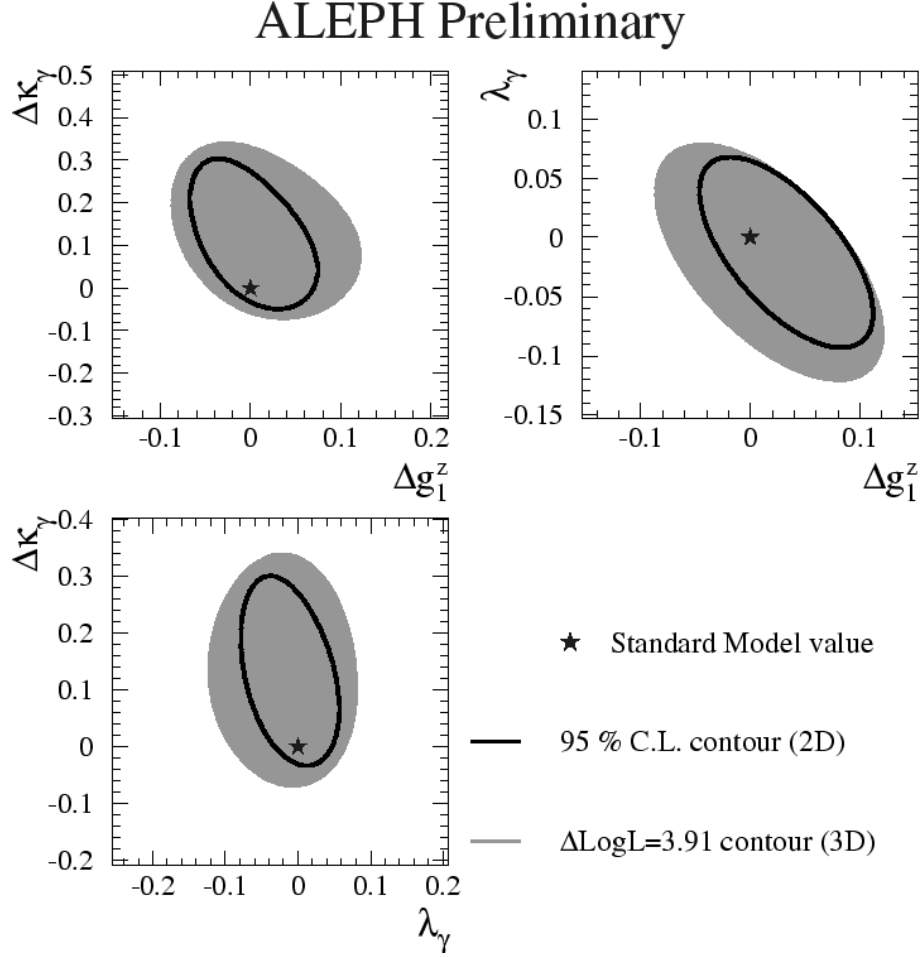 ALEPH Preliminary
Δκγ
0.5
0.4
0.3
0.2
0.1
0
-0.1
-0.2
-0.3
-0.1 0 0.1 0.2
Δg₁ᶻ
λγ
0.1
0.05
0
-0.05
-0.1
-0.15
-0.1 0 0.1
Δg₁ᶻ
Δκγ
0.4
0.3
0.2
0.1
0
-0.1
-0.2
-0.2 -0.1 0 0.1 0.2
λγ
★ Standard Model value
95 % C.L. contour (2D)
ΔLogL=3.91 contour (3D)